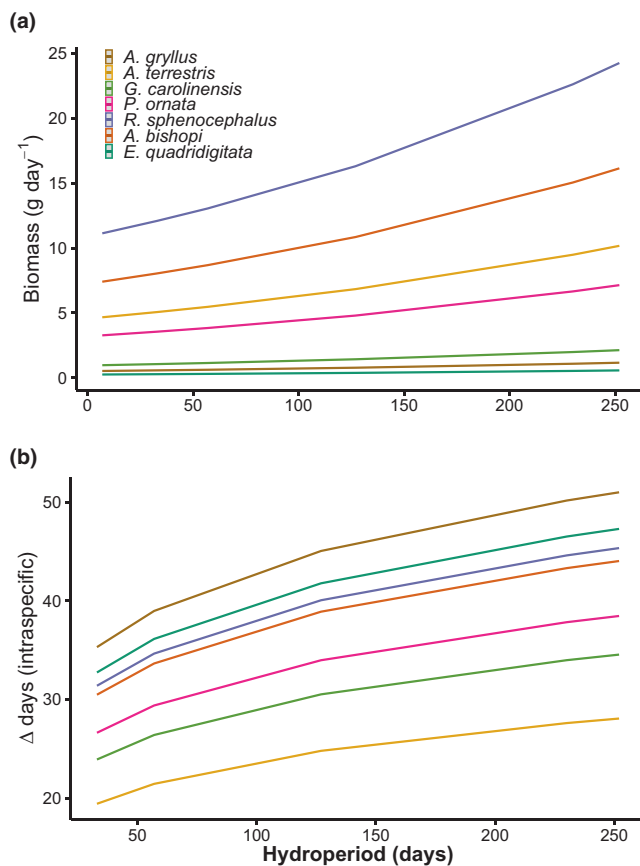 (a)
25
20
15
10
5
0
Biomass (g day⁻¹)
A. gryllus
A. terrestris
G. carolinensis
P. ornata
R. sphenocephalus
A. bishopi
E. quadridigitata
0 50 100 150 200 250
(b)
50
40
30
20
Δ days (intraspecific)
50 100 150 200 250
Hydroperiod (days)